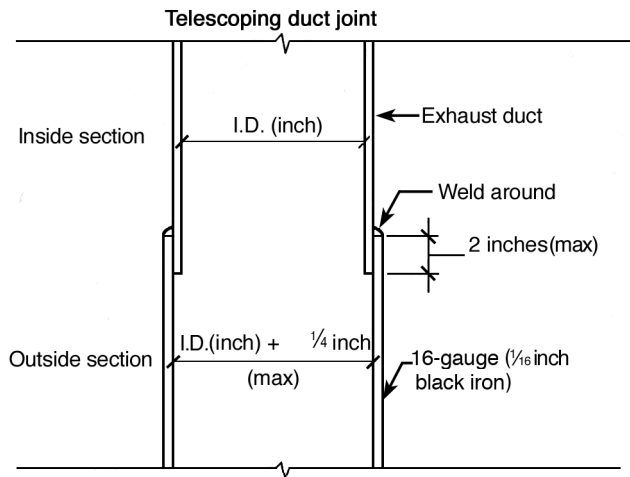 Telescoping duct joint
Exhaust duct
I.D. (inch)
Inside section
Weld around
2 inches(max)
I.D.(inch) + ¼ inch
(max)
Outside section
16-gauge (1⁄16 inch
black iron)